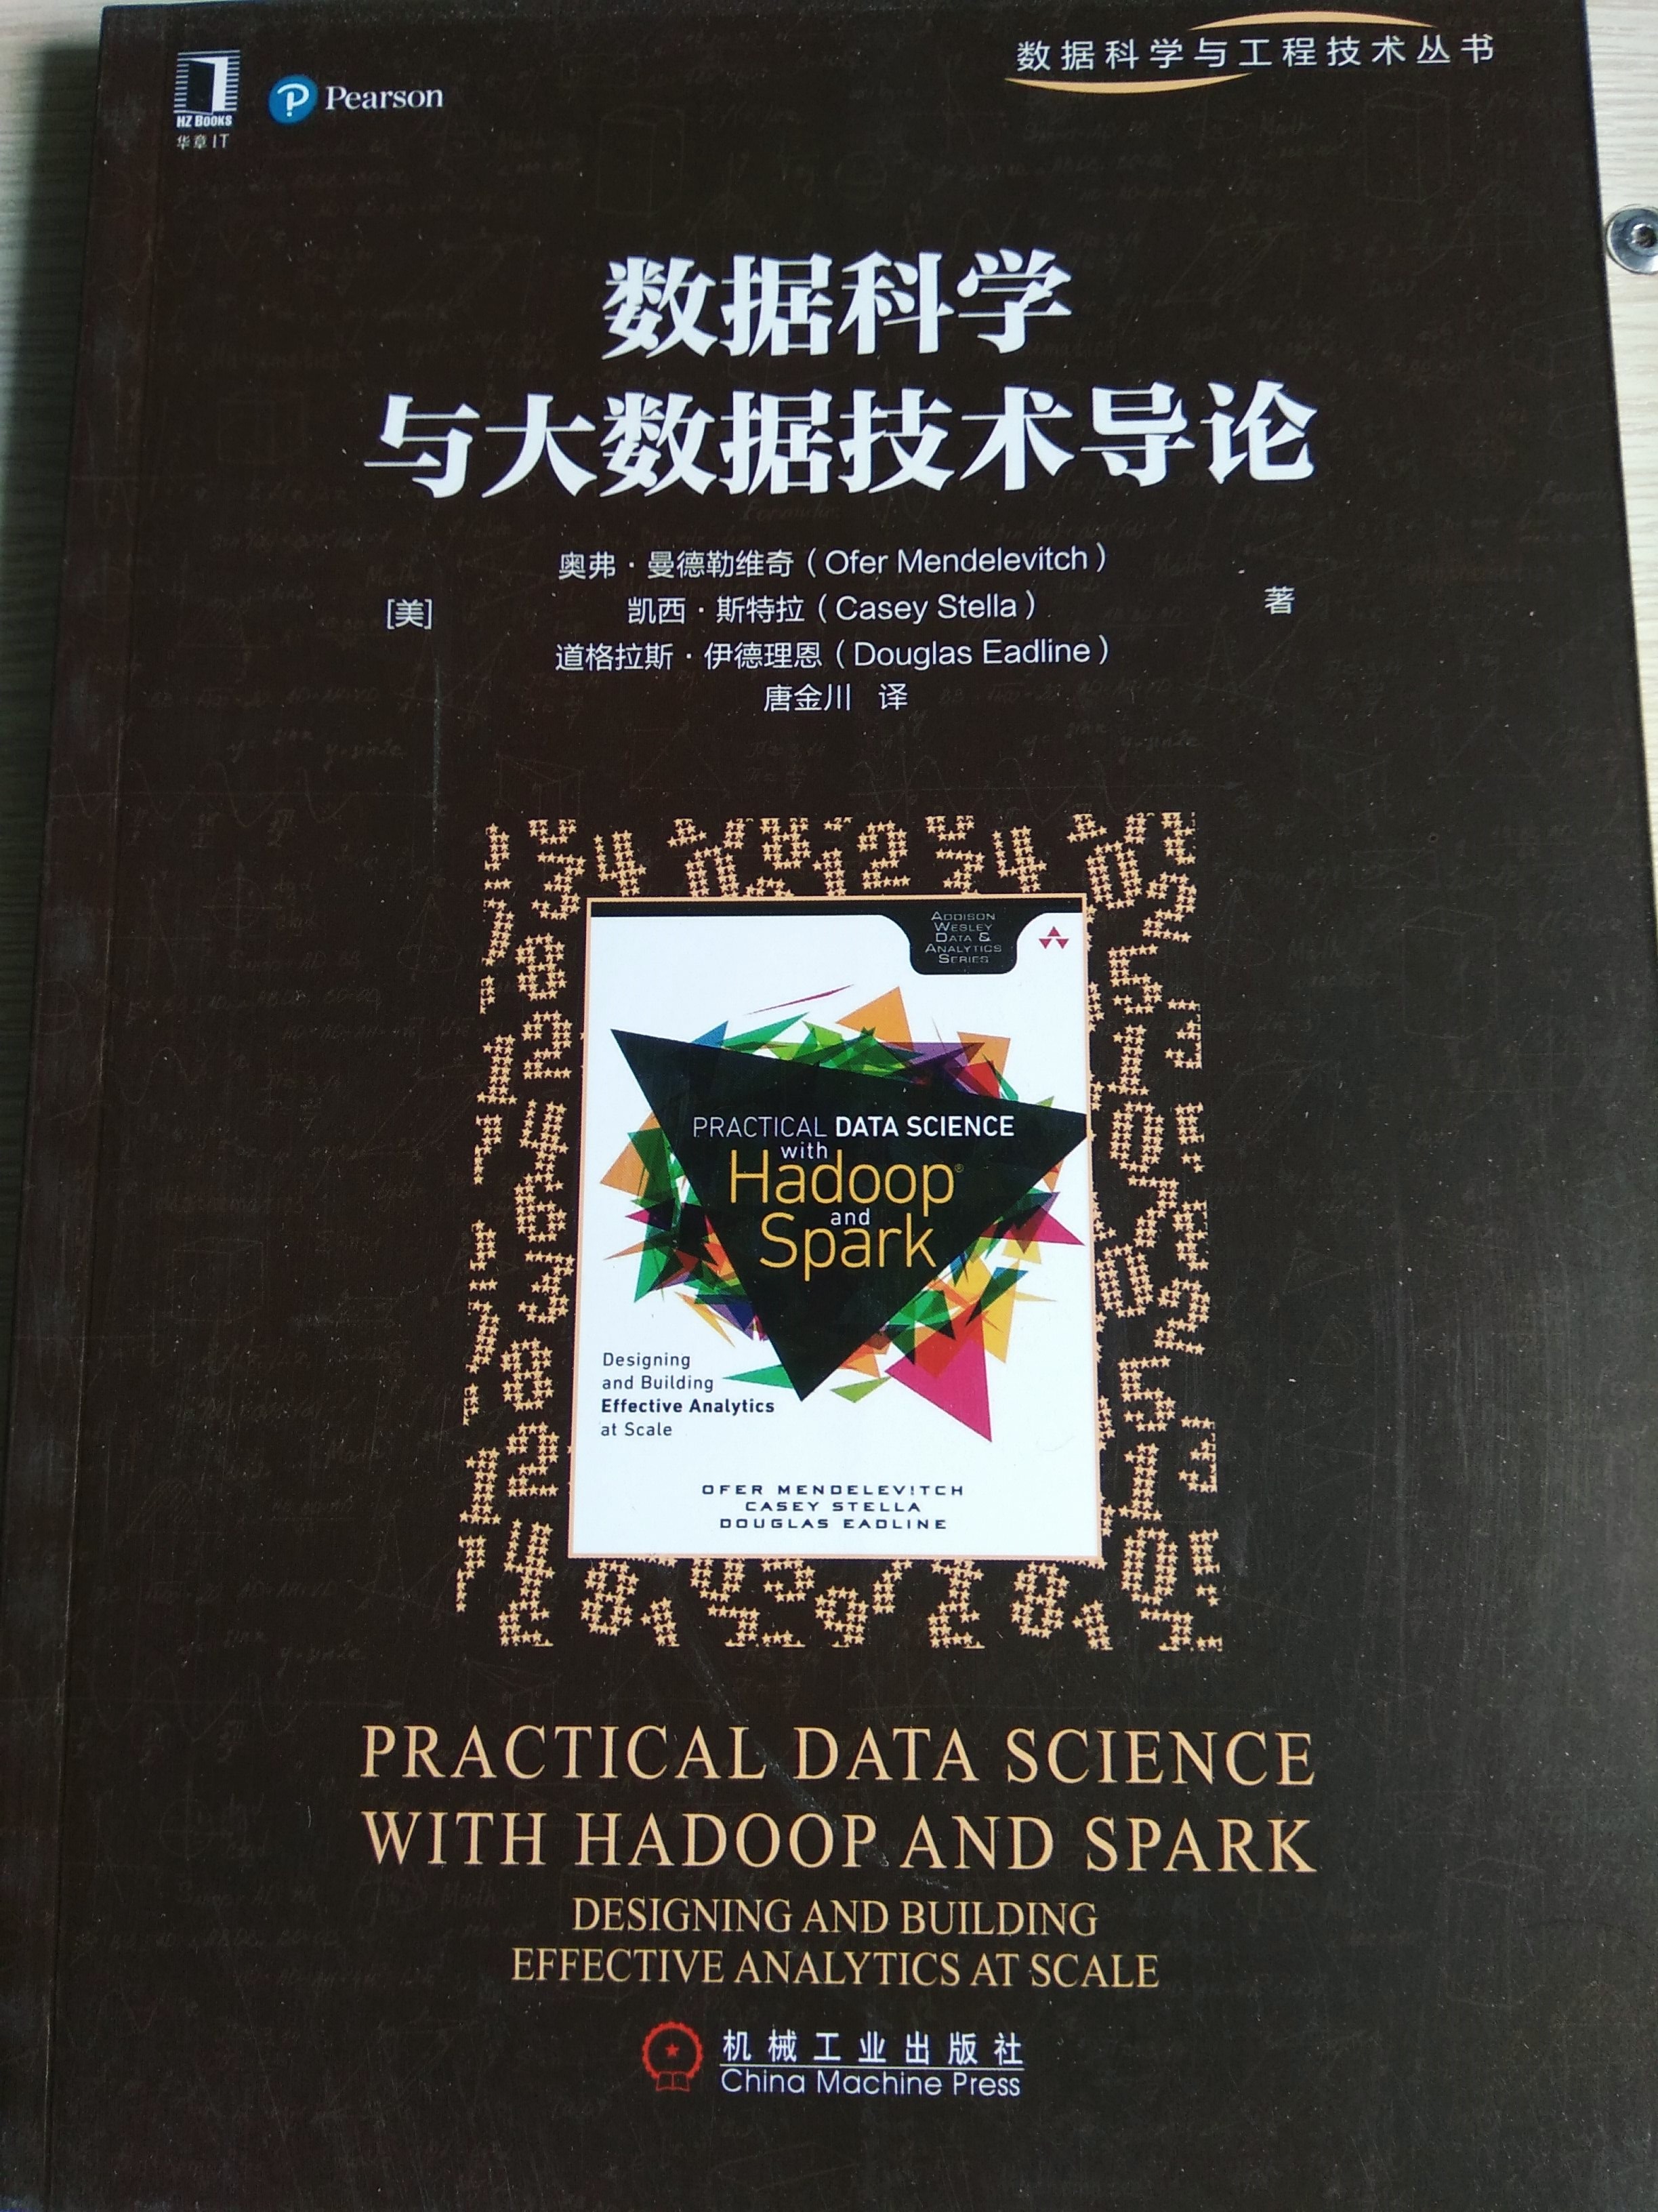 数据科学与工程技术丛书
HZ BOOKS
华章IT
Pearson
数据科学
与大数据技术导论
奥弗·曼德勒维奇（Ofer Mendelevitch）
[美] 凯西·斯特拉（Casey Stella） 著
道格拉斯·伊德理恩（Douglas Eadline）
唐金川 译
ADDISON
WESLEY
DATA &
ANALYTICS
SERIES
PRACTICAL DATA SCIENCE
with
Hadoop®
and
Spark
Designing
and Building
Effective Analytics
at Scale
OFER MENDELEVITCH
CASEY STELLA
DOUGLAS EADLINE
PRACTICAL DATA SCIENCE
WITH HADOOP AND SPARK
DESIGNING AND BUILDING
EFFECTIVE ANALYTICS AT SCALE
机械工业出版社
China Machine Press